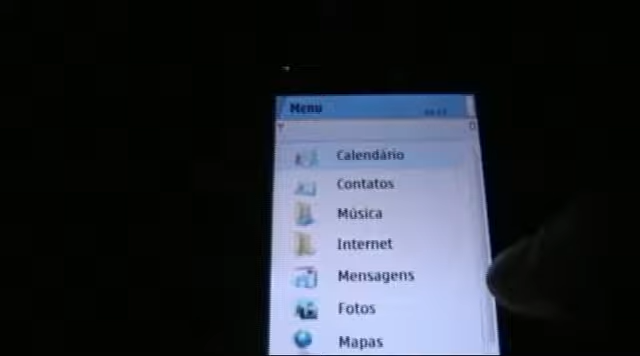 Menu
Calendário
Contatos
Música
Internet
Mensagens
Fotos
Mapas